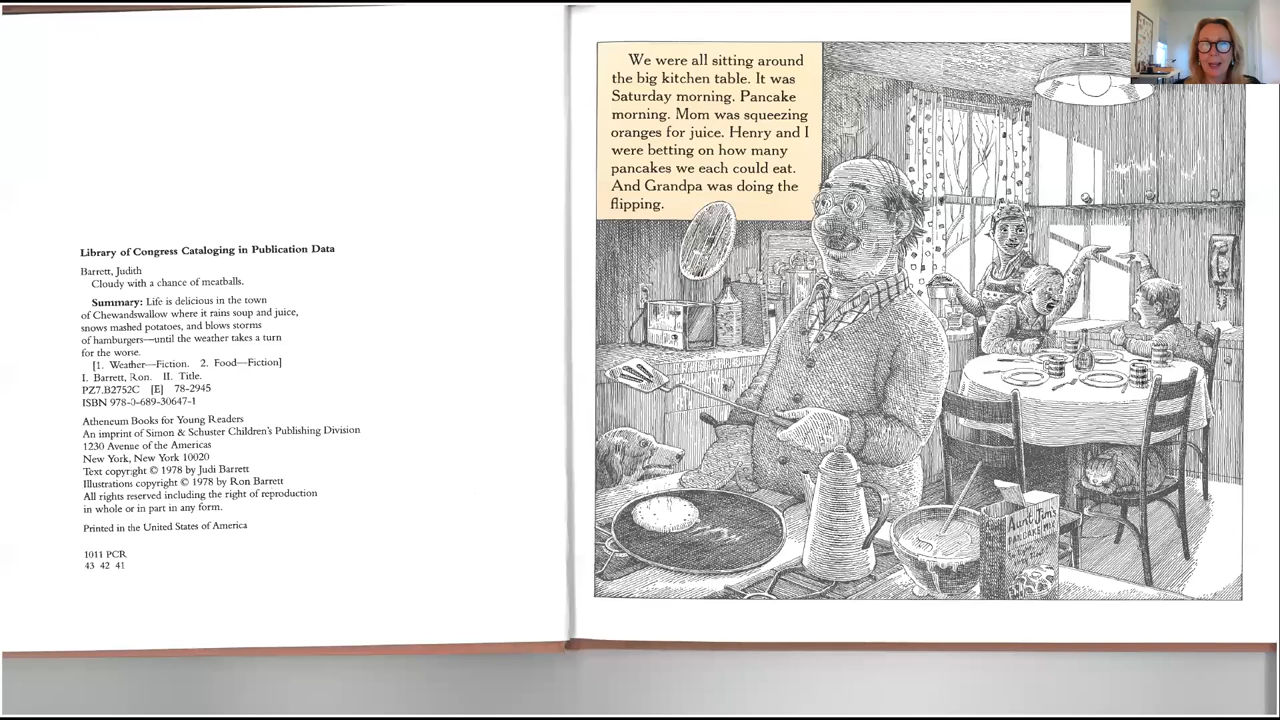 Library of Congress Cataloging in Publication Data
Barrett, Judith
Cloudy with a chance of meatballs.
Summary: Life is delicious in the town
of Chewandswallow where it rains soup and juice,
snows mashed potatoes, and blows storms
of hamburgers—until the weather takes a turn
for the worse.
[1. Weather—Fiction. 2. Food—Fiction]
I. Barrett, Ron. II. Title.
PZ7.B2752C [E] 78-2945
ISBN 978-0-689-30647-1
Atheneum Books for Young Readers
An imprint of Simon & Schuster Children's Publishing Division
1230 Avenue of the Americas
New York, New York 10020
Text copyright © 1978 by Judi Barrett
Illustrations copyright © 1978 by Ron Barrett
All rights reserved including the right of reproduction
in whole or in part in any form.
Printed in the United States of America
1011 PCR
43 42 41
We were all sitting around
the big kitchen table. It was
Saturday morning. Pancake
morning. Mom was squeezing
oranges for juice. Henry and I
were betting on how many
pancakes we each could eat.
And Grandpa was doing the
flipping.
Aunt Jim's
PANCAKE MIX